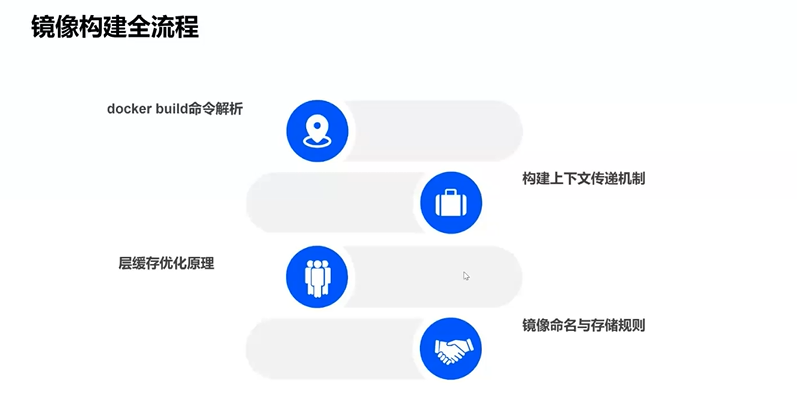 镜像构建全流程
docker build命令解析
构建上下文传递机制
层缓存优化原理
镜像命名与存储规则